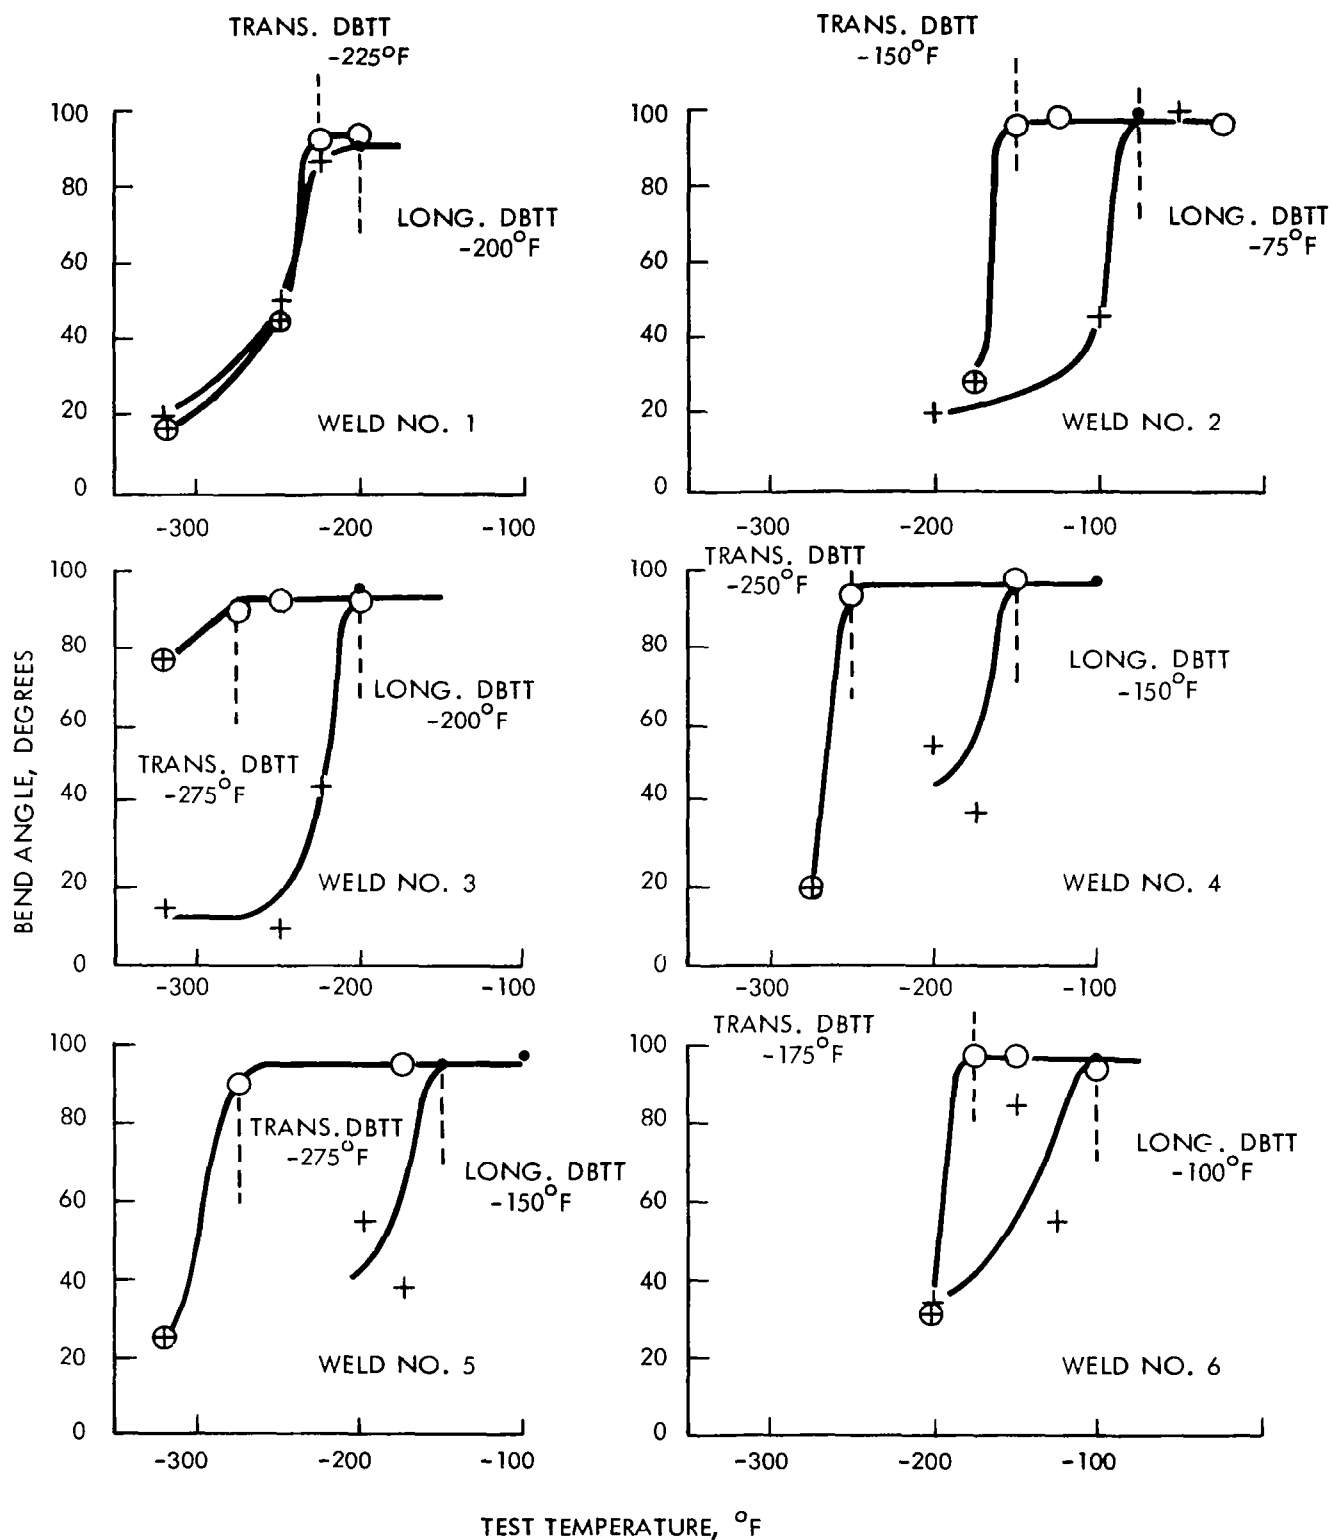 TRANS. DBTT
-225°F
TRANS. DBTT
-150°F
100
80
60
40
20
0
LONG. DBTT
-200°F
WELD NO. 1
-300
-200
-100
100
80
60
40
20
0
LONG. DBTT
-75°F
WELD NO. 2
-300
-200
-100
BEND ANGLE, DEGREES
100
80
60
40
20
0
LONG. DBTT
-200°F
TRANS. DBTT
-275°F
WELD NO. 3
-300
-200
-100
TRANS. DBTT
-250°F
100
80
60
40
20
0
LONG. DBTT
-150°F
WELD NO. 4
-300
-200
-100
100
80
60
40
20
0
TRANS. DBTT
-275°F
LONG. DBTT
-150°F
WELD NO. 5
-300
-200
-100
TRANS. DBTT
-175°F
100
80
60
40
20
0
LONG. DBTT
-100°F
WELD NO. 6
-300
-200
-100
TEST TEMPERATURE, °F